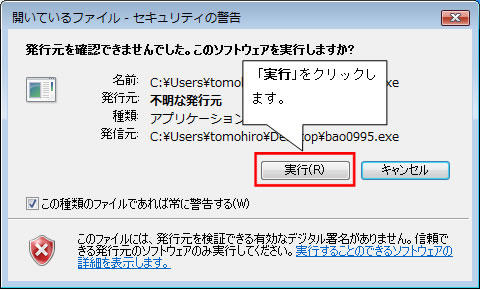 開いているファイル - セキュリティの警告
発行元を確認できませんでした。このソフトウェアを実行しますか?
名前: C:¥Users¥tomo .exe
発行元: 不明な発行元
種類: アプリケーション
発信元: C:¥Users¥tomohiro¥De top¥bao0995.exe
「実行」をクリックし
ます。
実行(R)
キャンセル
この種類のファイルであれば常に警告する(W)
このファイルには、発行元を検証できる有効なデジタル署名がありません。信頼で
きる発行元のソフトウェアのみ実行してください。実行することのできるソフトウェアの
詳細を表示します。